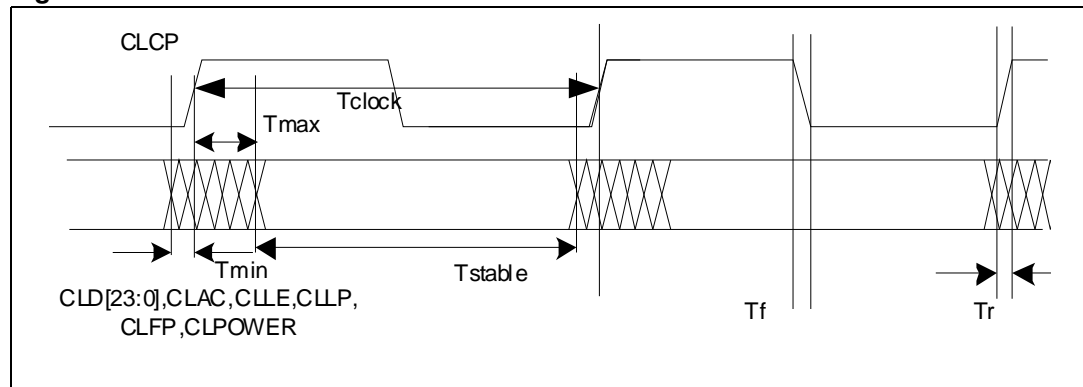 CLCP
Tclock
Tmax
Tmin
Tstable
CLD[23:0],CLAC,CLLE,CLLP,
CLFP,CLPOWER
Tf
Tr